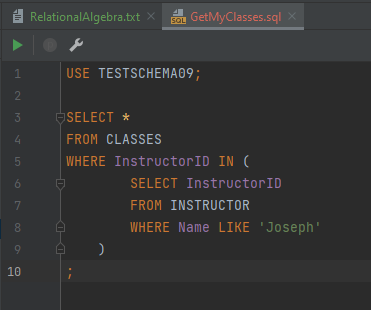 RelationalAlgebra.txt GetMyClasses.sql
1 USE TESTSCHEMA09;
2
3 SELECT *
4 FROM CLASSES
5 WHERE InstructorID IN (
6 SELECT InstructorID
7 FROM INSTRUCTOR
8 WHERE Name LIKE 'Joseph'
9 )
10 ;